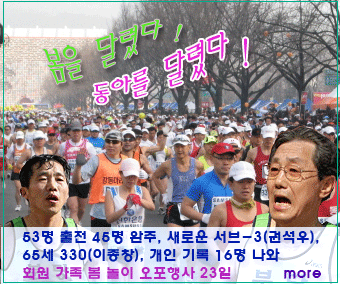 봄을 달렸다 !
동아를 달렸다 !
53명 출전 45명 완주, 새로운 서브-3(권석우),
65세 330(이종창), 개인 기록 16명 나와
회원 가족 봄 놀이 오포행사 23일 more